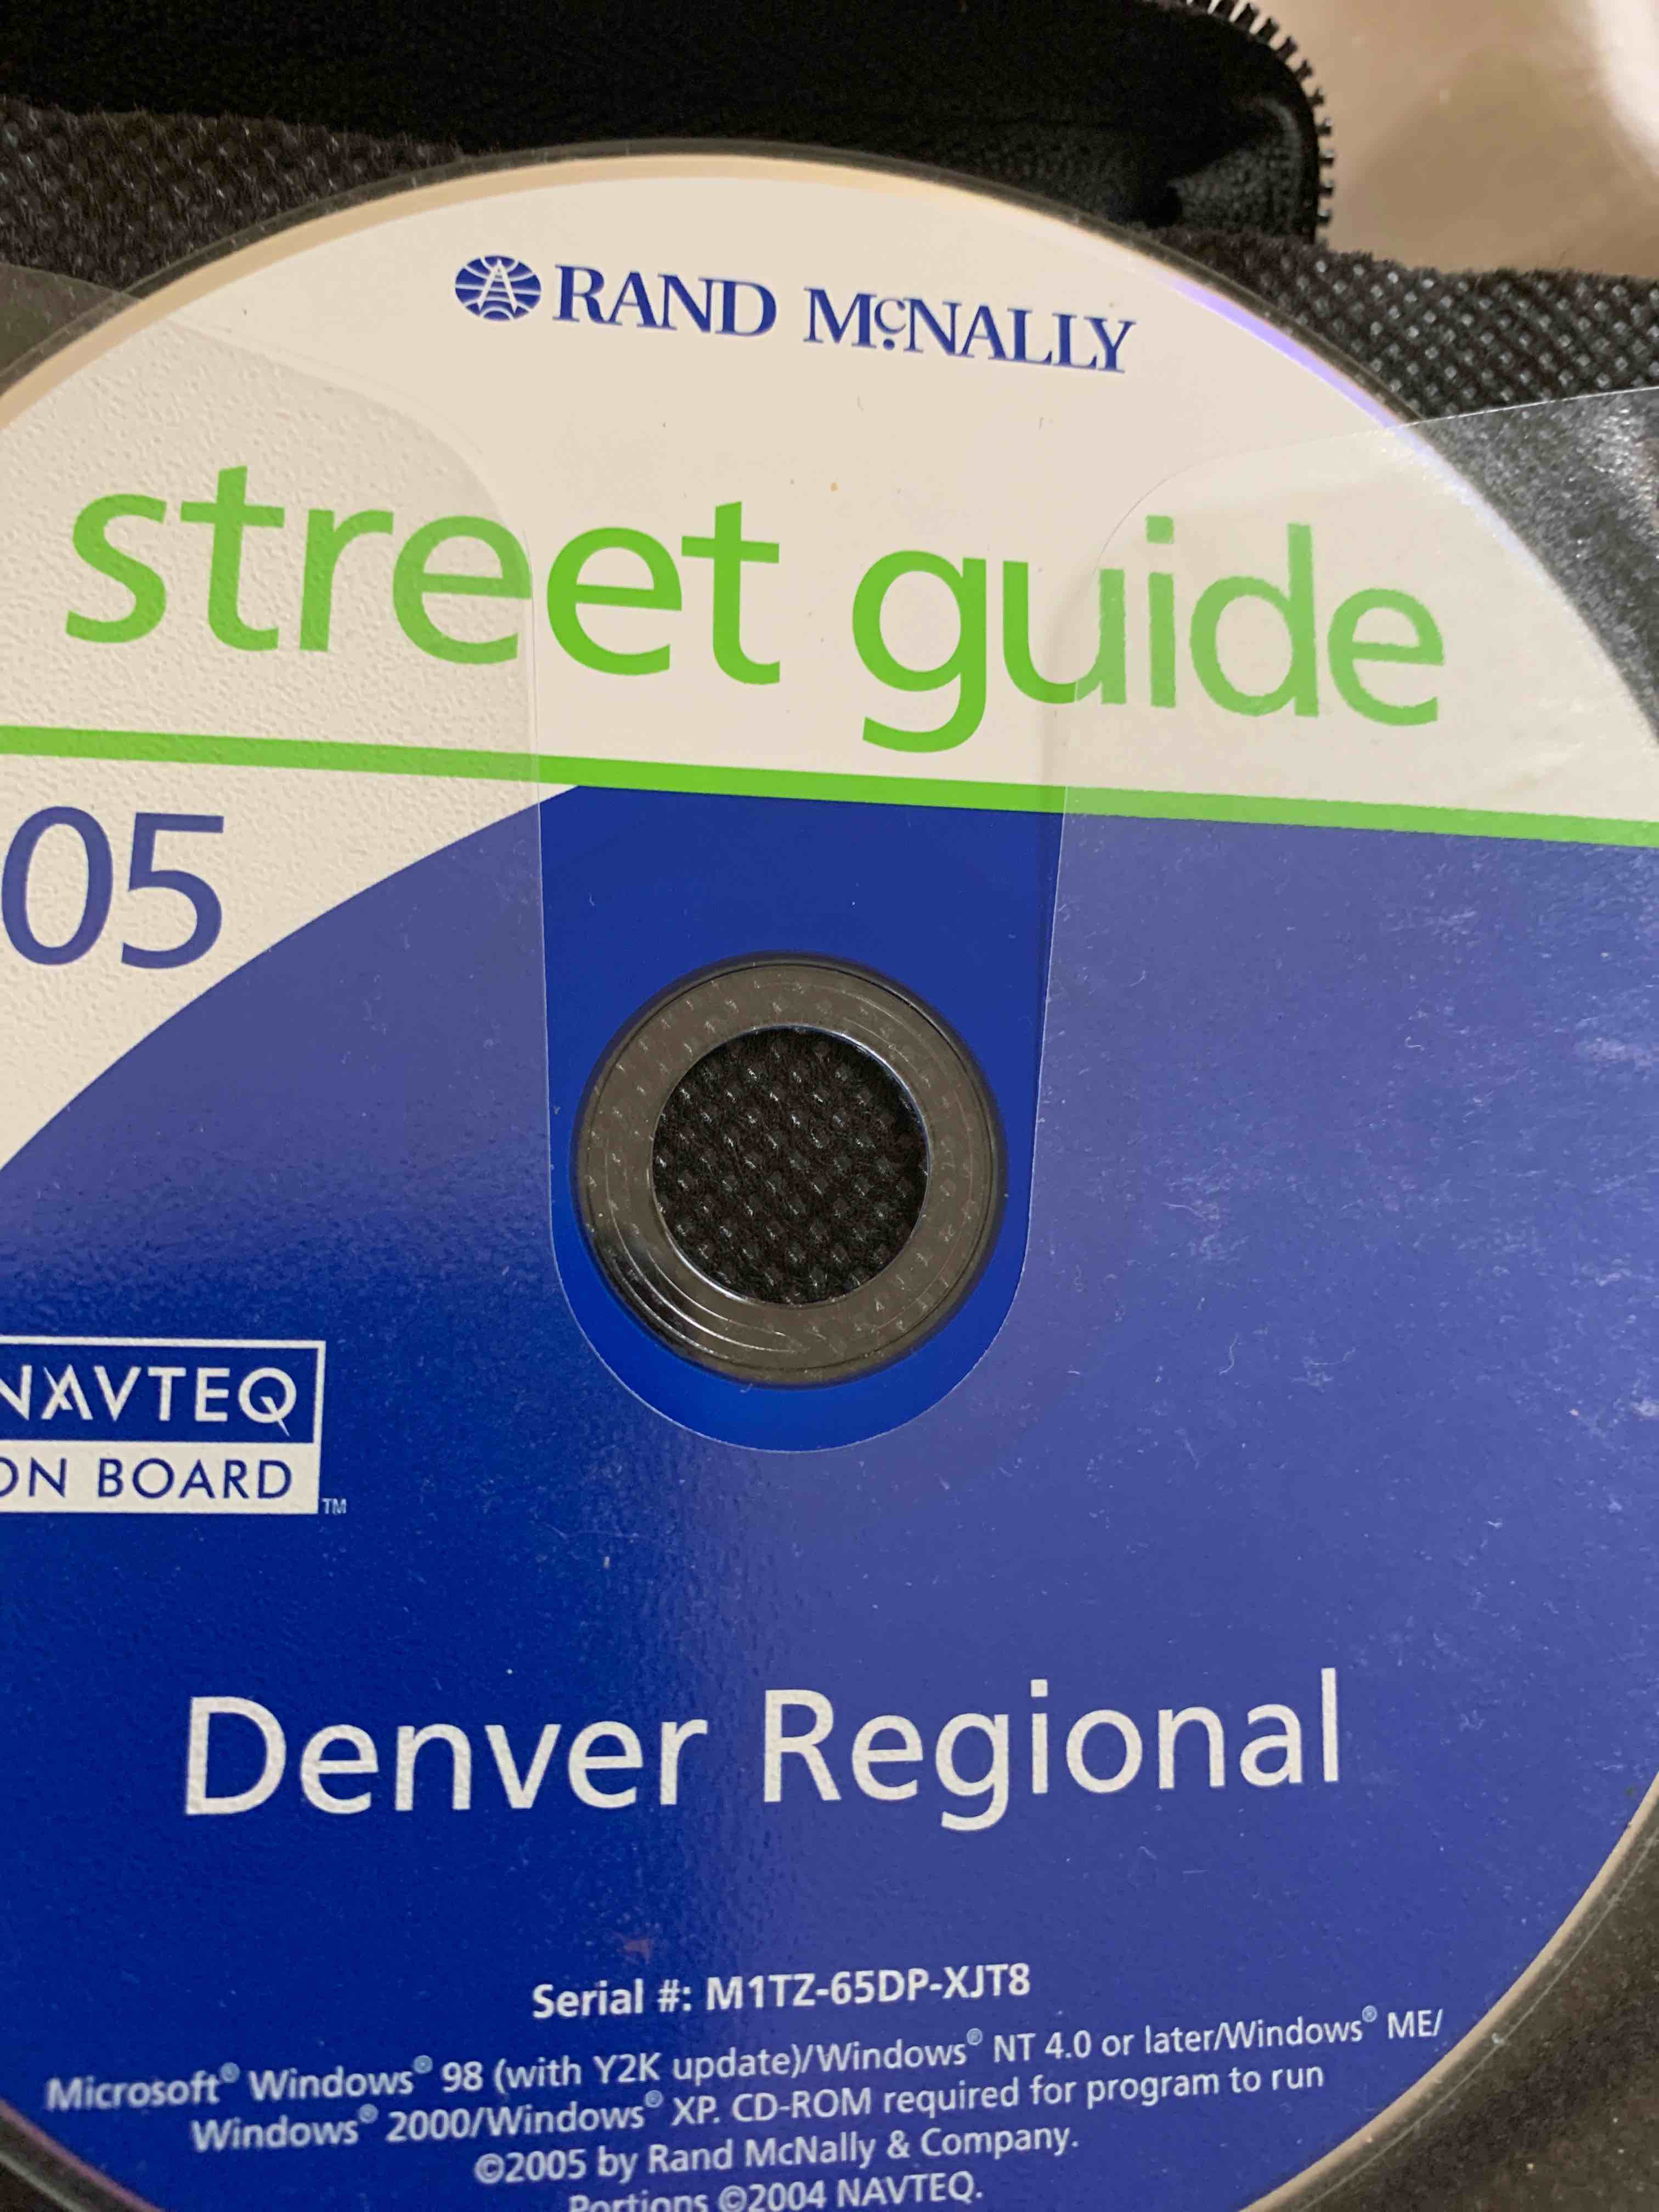 RAND McNALLY
street guide
05
NAVTEQ
ON BOARD™
Denver Regional
Serial #: M1TZ-65DP-XJT8
Microsoft® Windows® 98 (with Y2K update)/Windows® NT 4.0 or later/Windows® ME/
Windows® 2000/Windows® XP. CD-ROM required for program to run
©2005 by Rand McNally & Company.
Portions ©2004 NAVTEQ.